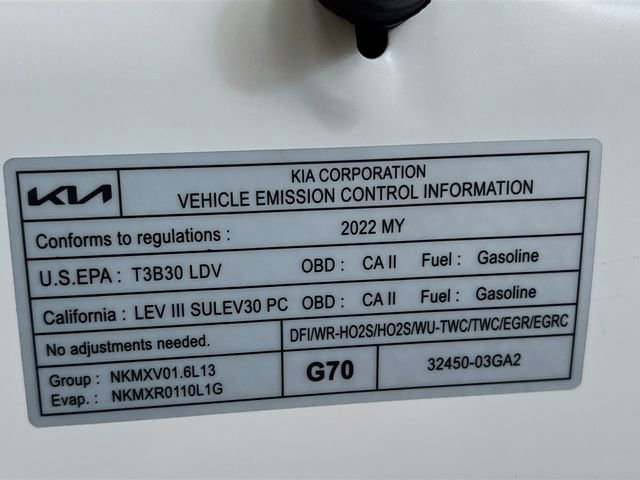 KIA
KIA CORPORATION
VEHICLE EMISSION CONTROL INFORMATION
Conforms to regulations : 2022 MY
U.S.EPA : T3B30 LDV OBD : CA II Fuel : Gasoline
California : LEV III SULEV30 PC OBD : CA II Fuel : Gasoline
No adjustments needed.
DFI/WR-HO2S/HO2S/WU-TWC/TWC/EGR/EGRC
Group : NKMXV01.6L13
Evap. : NKMXR0110L1G
G70
32450-03GA2